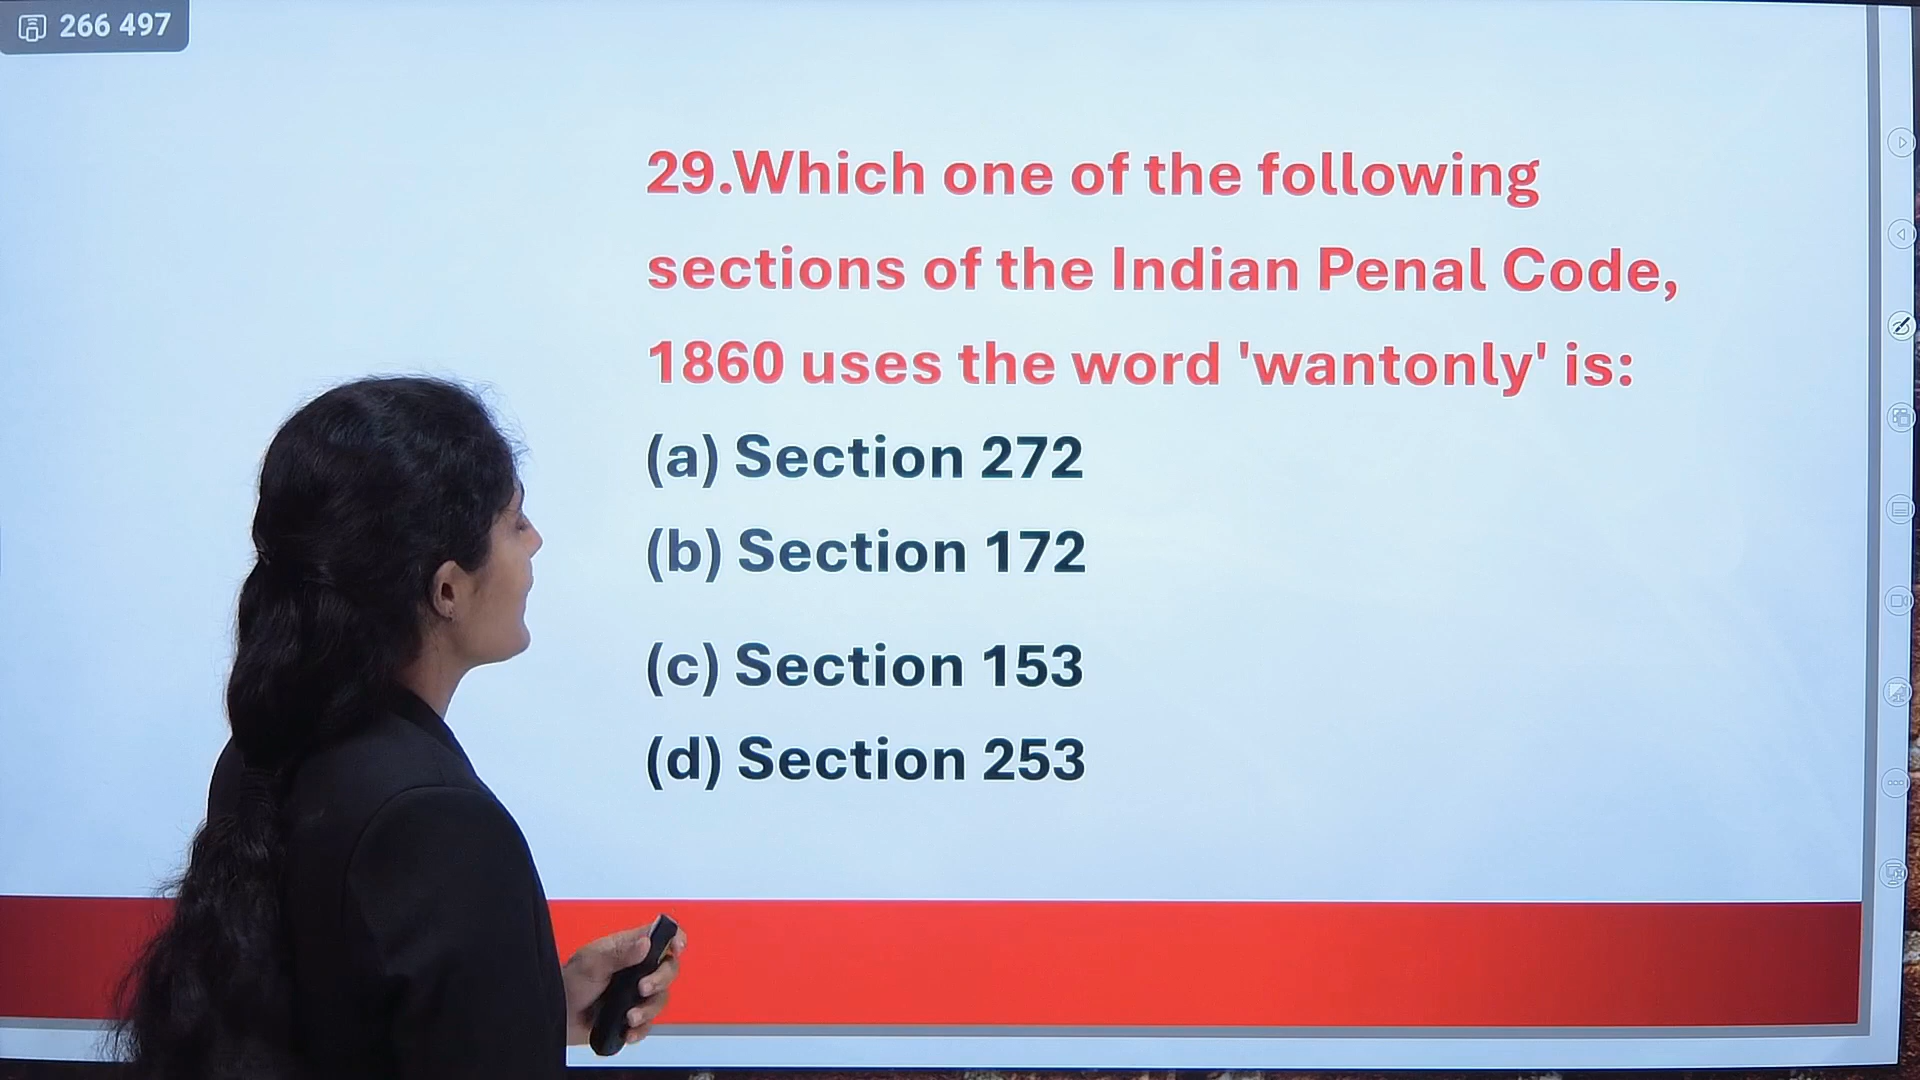 266 497
29.Which one of the following
sections of the Indian Penal Code,
1860 uses the word 'wantonly' is:
(a) Section 272
(b) Section 172
(c) Section 153
(d) Section 253